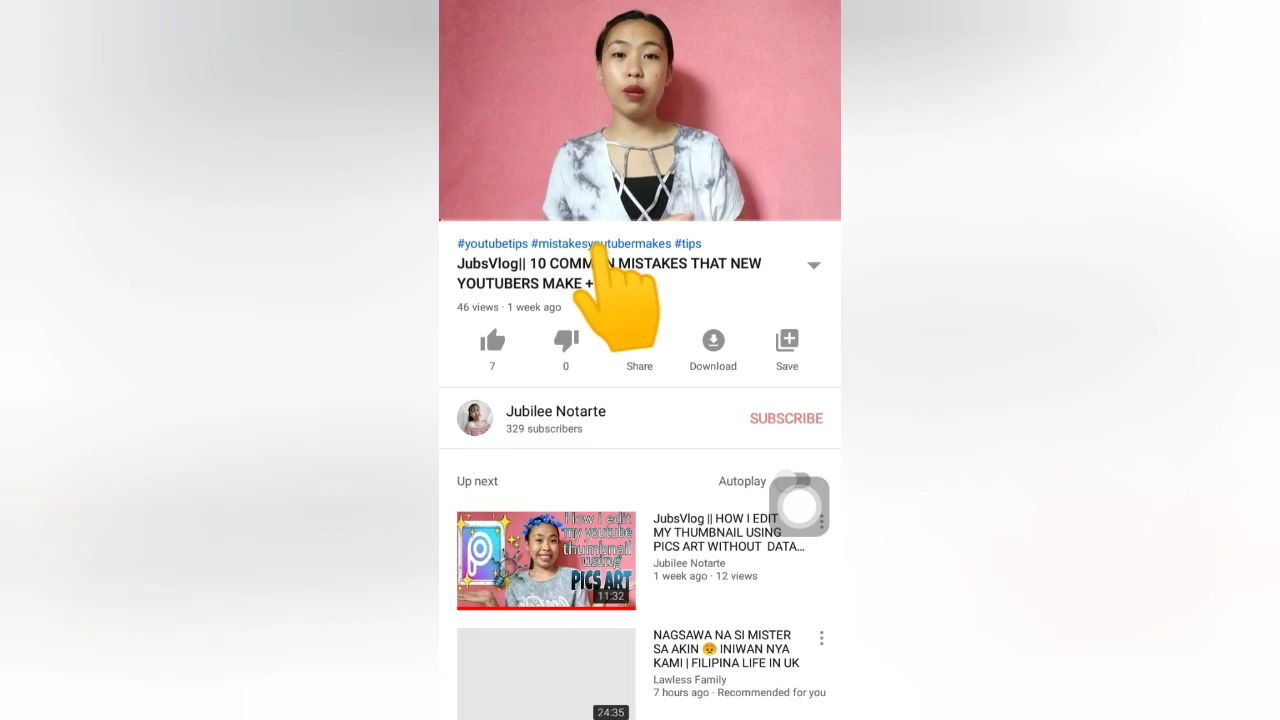 #youtubetips #mistakesyoutubermakes #tips
JubsVlog|| 10 COMMON MISTAKES THAT NEW
YOUTUBERS MAKE +
46 views · 1 week ago
7
0
Share
Download
Save
Jubilee Notarte
329 subscribers
SUBSCRIBE
Up next
Autoplay
How i edit
my youtube
thumbnail
using
PICS ART
11:32
JubsVlog || HOW I EDIT
MY THUMBNAIL USING
PICS ART WITHOUT DATA...
Jubilee Notarte
1 week ago · 12 views
24:35
NAGSAWA NA SI MISTER
SA AKIN 😡 INIWAN NYA
KAMI | FILIPINA LIFE IN UK
Lawless Family
7 hours ago · Recommended for you